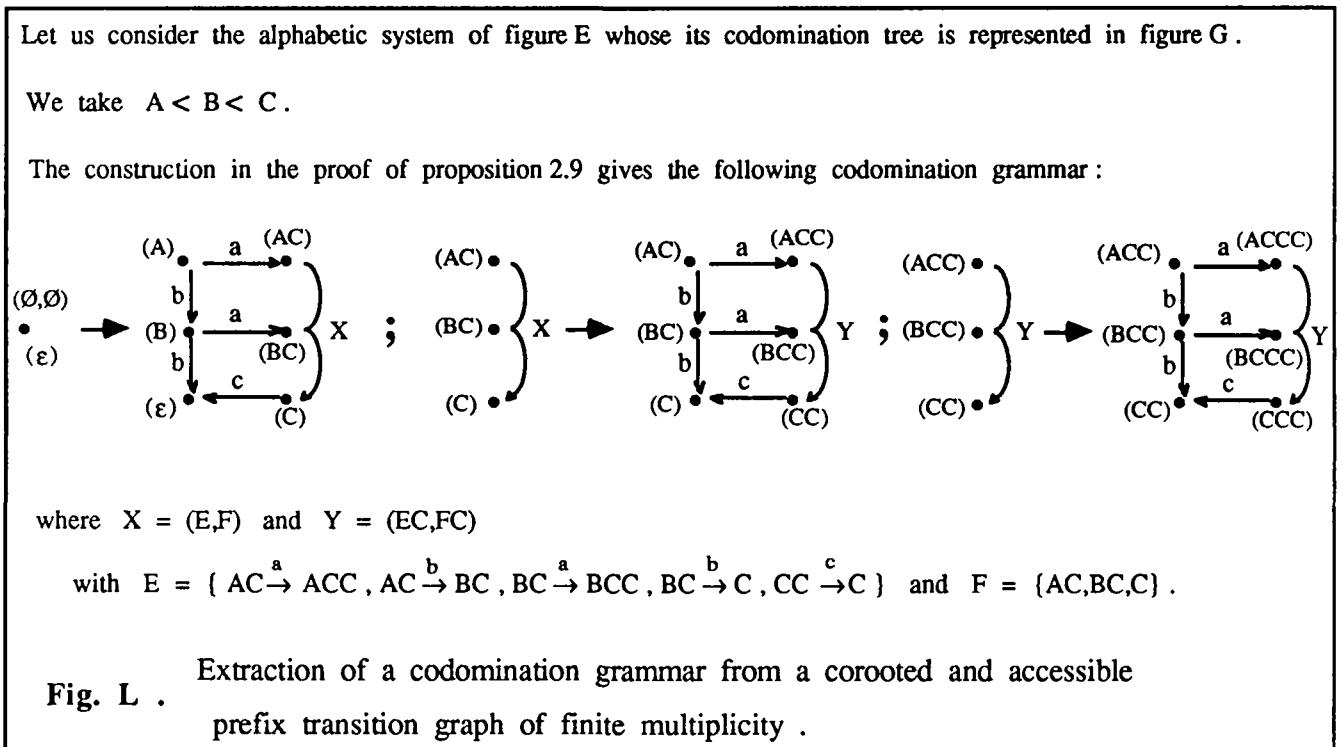 Let us consider the alphabetic system of figure E whose its codomination tree is represented in figure G .
We take A < B < C .
The construction in the proof of proposition 2.9 gives the following codomination grammar :
(A) a (AC) (AC) (AC) a (ACC) (ACC) (ACC) a (ACCC)
(Ø,Ø) b b b
(B) a X ; (BC) X (BC) a Y ; (BCC) Y (BCC) a Y
(ε) b (BC) b (BCC) b (BCCC)
c c c
(ε) (C) (C) (C) (CC) (CC) (CC) (CCC)
where X = (E,F) and Y = (EC,FC)
with E = { AC a→ ACC , AC b→ BC , BC a→ BCC , BC b→ C , CC c→ C } and F = {AC,BC,C} .
Fig. L . Extraction of a codomination grammar from a corooted and accessible
prefix transition graph of finite multiplicity .